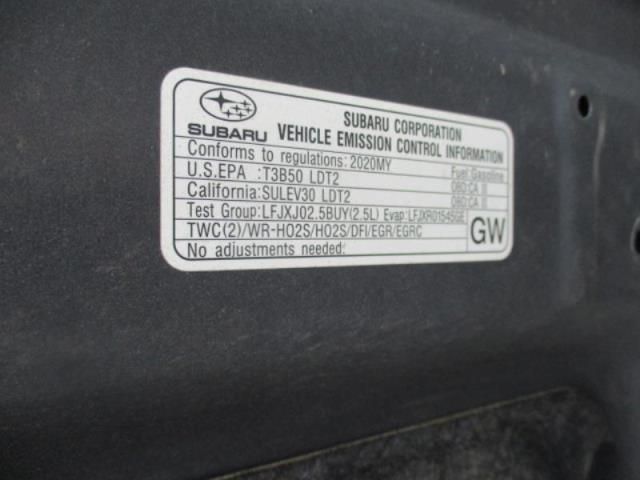 SUBARU CORPORATION
SUBARU VEHICLE EMISSION CONTROL INFORMATION
Conforms to regulations: 2020MY Fuel:Gasoline
U.S.EPA :T3B50 LDT2 OBD:CA II
California:SULEV30 LDT2 OBD:CA II
Test Group:LFJXJ02.5BUY(2.5L) Evap:LFJXR01545GE
TWC(2)/WR-HO2S/HO2S/DFI/EGR/EGRC
No adjustments needed.
GW